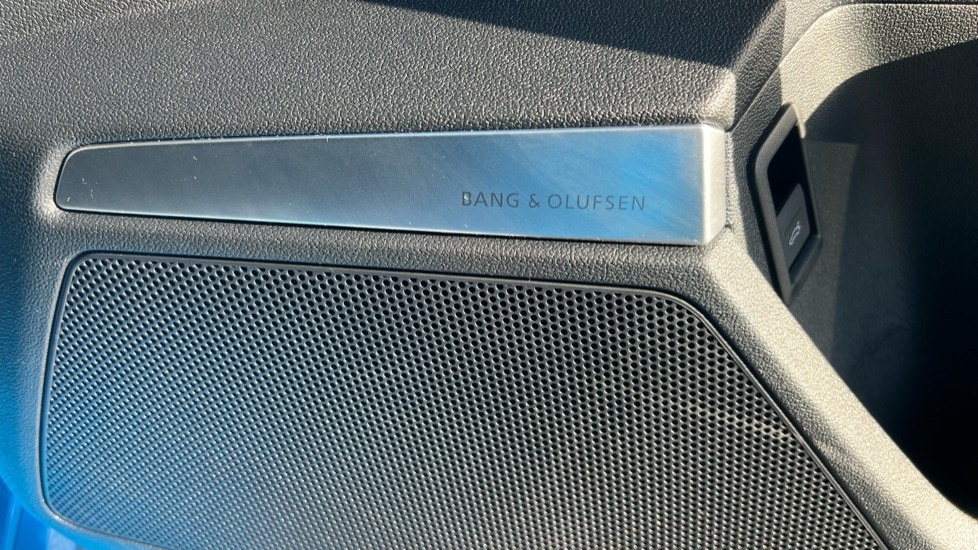 BANG & OLUFSEN